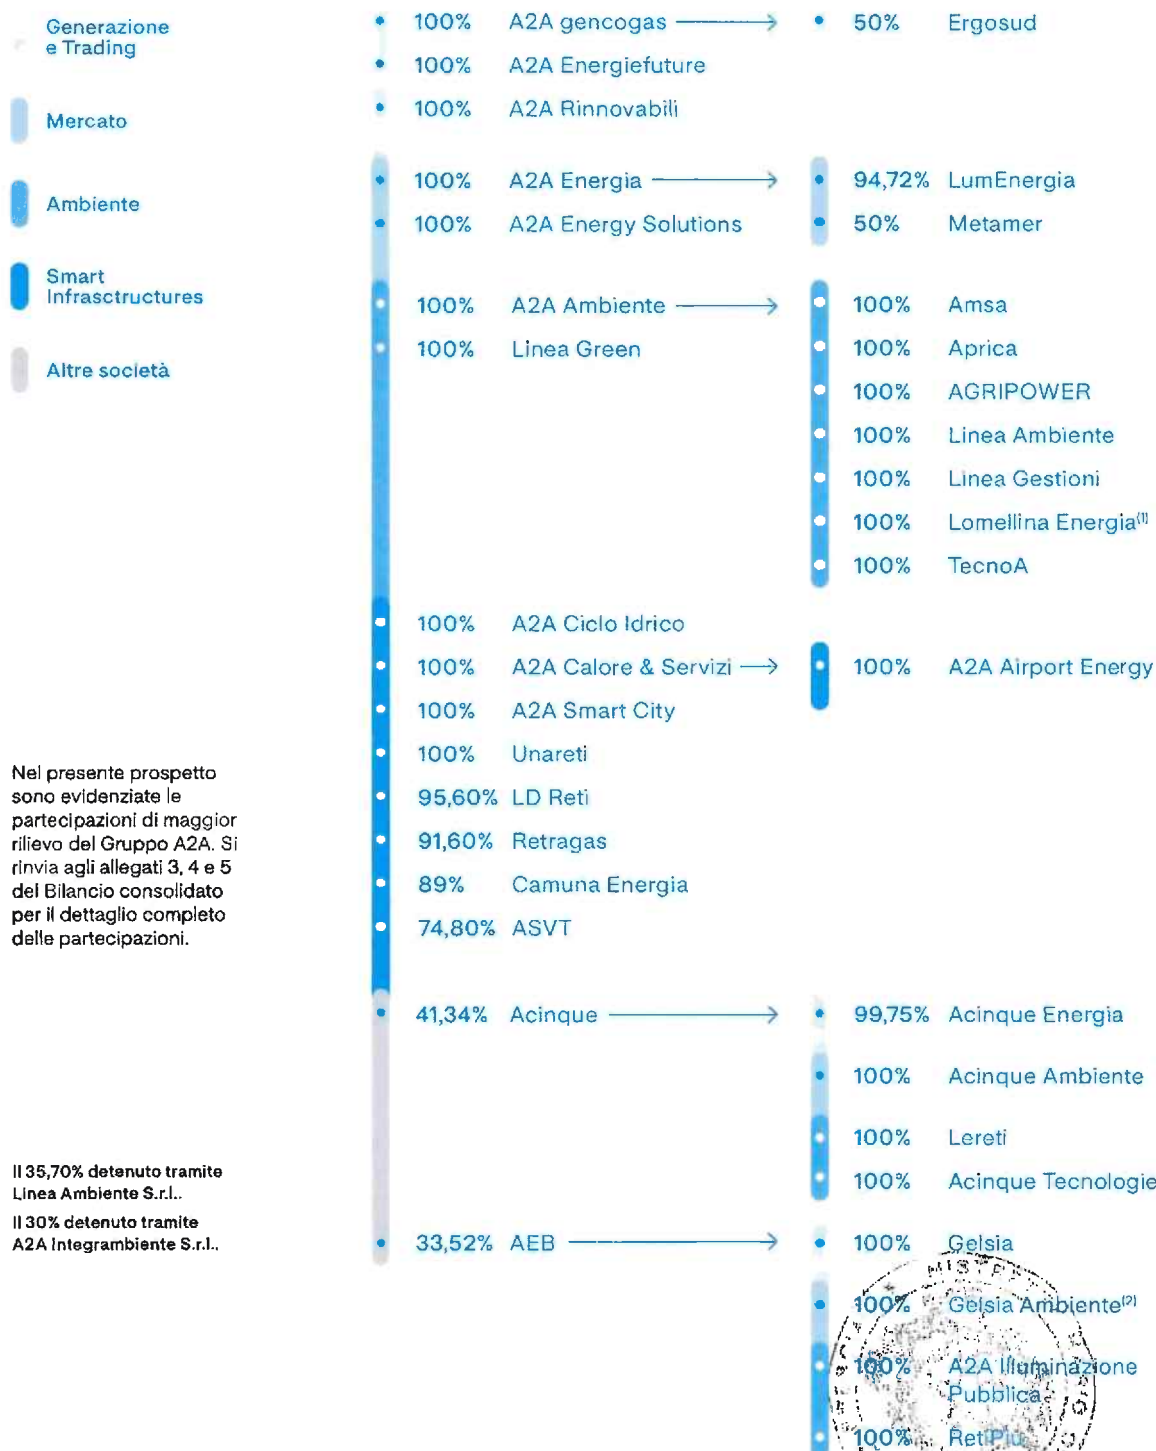 Generazione
e Trading
Mercato
Ambiente
Smart
Infrasctructures
Altre società
100% A2A gencogas → 50% Ergosud
100% A2A Energiefuture
100% A2A Rinnovabili
100% A2A Energia → 94,72% LumEnergia
100% A2A Energy Solutions 50% Metamer
100% A2A Ambiente → 100% Amsa
100% Linea Green 100% Aprica
100% AGRIPOWER
100% Linea Ambiente
100% Linea Gestioni
100% Lomellina Energia(1)
100% TecnoA
100% A2A Ciclo Idrico
100% A2A Calore & Servizi → 100% A2A Airport Energy
100% A2A Smart City
100% Unareti
95,60% LD Reti
91,60% Retragas
89% Camuna Energia
74,80% ASVT
Nel presente prospetto
sono evidenziate le
partecipazioni di maggior
rilievo del Gruppo A2A. Si
rinvia agli allegati 3, 4 e 5
del Bilancio consolidato
per il dettaglio completo
delle partecipazioni.
41,34% Acinque → 99,75% Acinque Energia
100% Acinque Ambiente
100% Lereti
100% Acinque Tecnologie
Il 35,70% detenuto tramite
Linea Ambiente S.r.l..
Il 30% detenuto tramite
A2A Integrambiente S.r.l..
33,52% AEB → 100% Gelsia
100% Gelsia Ambiente(2)
100% A2A Illuminazione
Pubblica
100% RetiPiù